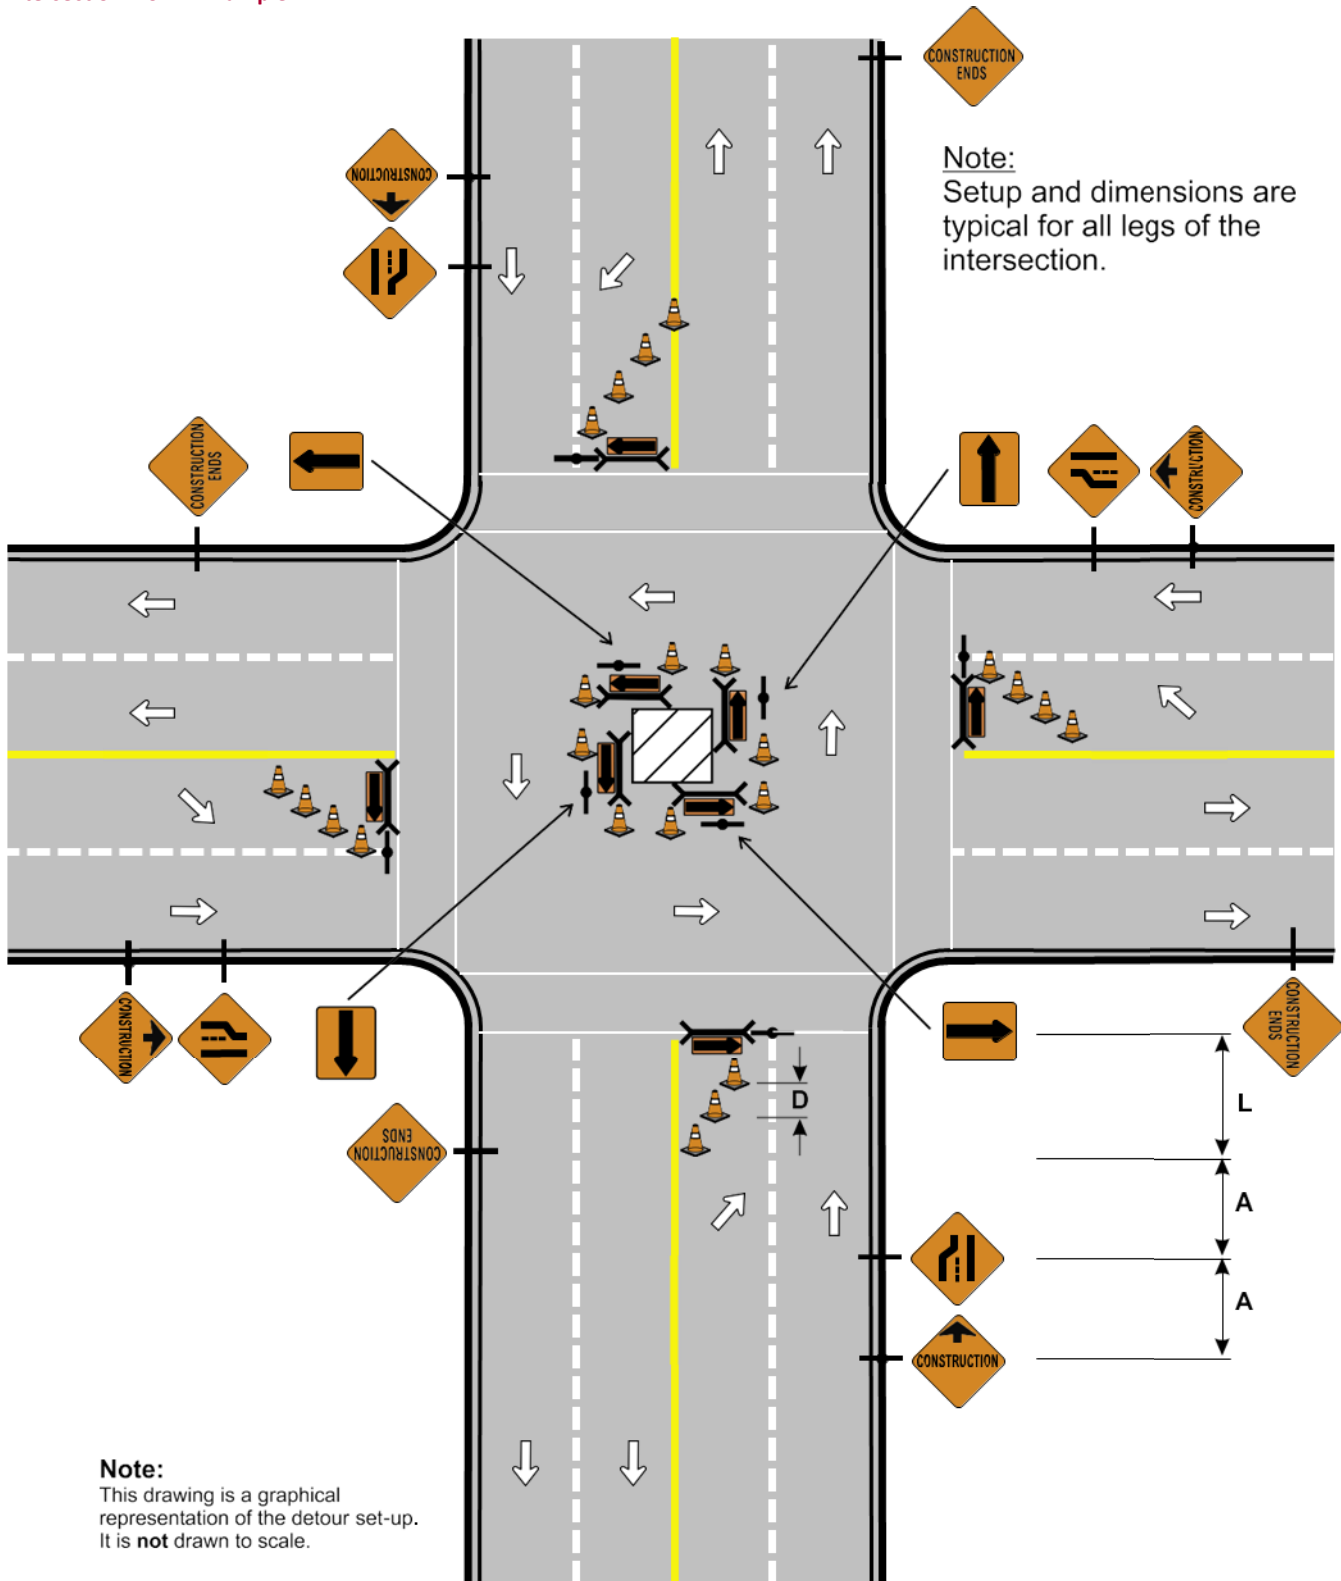 CONSTRUCTION
ENDS
Note:
Setup and dimensions are
typical for all legs of the
intersection.
CONSTRUCTION
CONSTRUCTION
ENDS
CONSTRUCTION
CONSTRUCTION
CONSTRUCTION
ENDS
D
L
CONSTRUCTION
ENDS
A
A
CONSTRUCTION
Note:
This drawing is a graphical
representation of the detour set-up.
It is not drawn to scale.